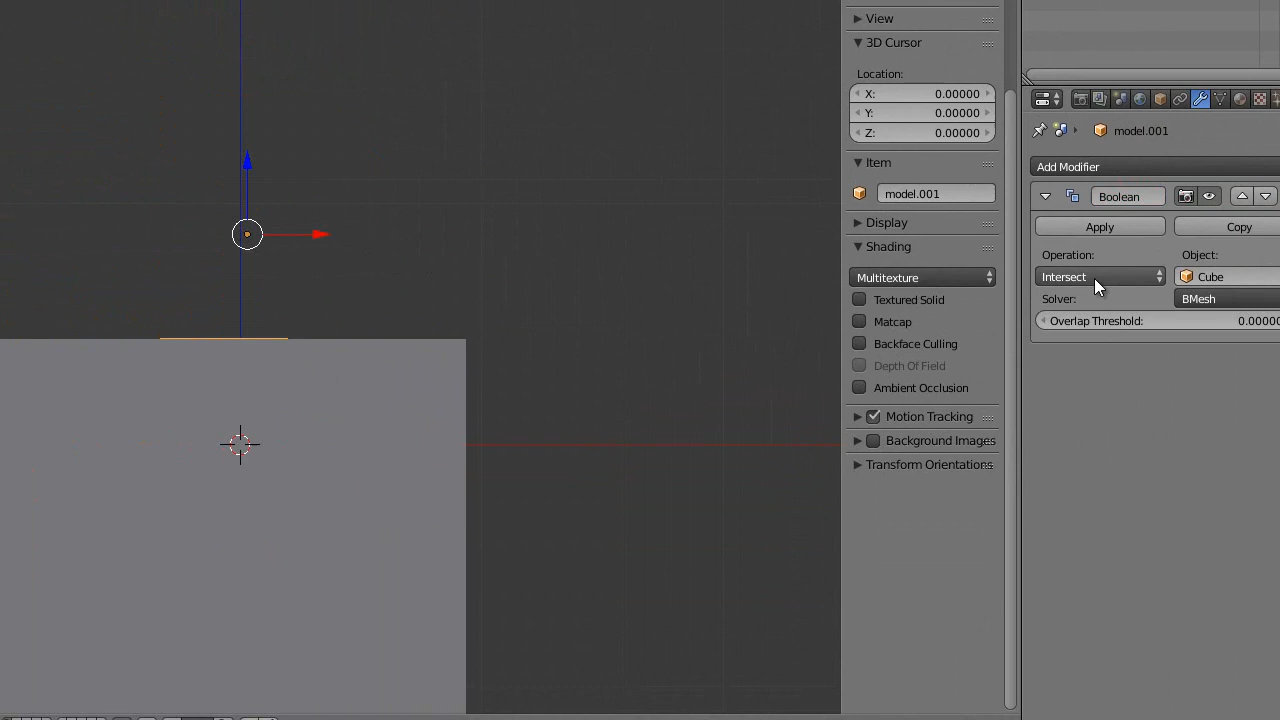 View
3D Cursor
Location:
X: 0.00000
Y: 0.00000
Z: 0.00000
Item
model.001
Display
Shading
Multitexture
Textured Solid
Matcap
Backface Culling
Depth Of Field
Ambient Occlusion
Motion Tracking
Background Images
Transform Orientations
model.001
Add Modifier
Boolean
Apply Copy
Operation: Object:
Intersect Cube
Solver: BMesh
Overlap Threshold: 0.0000